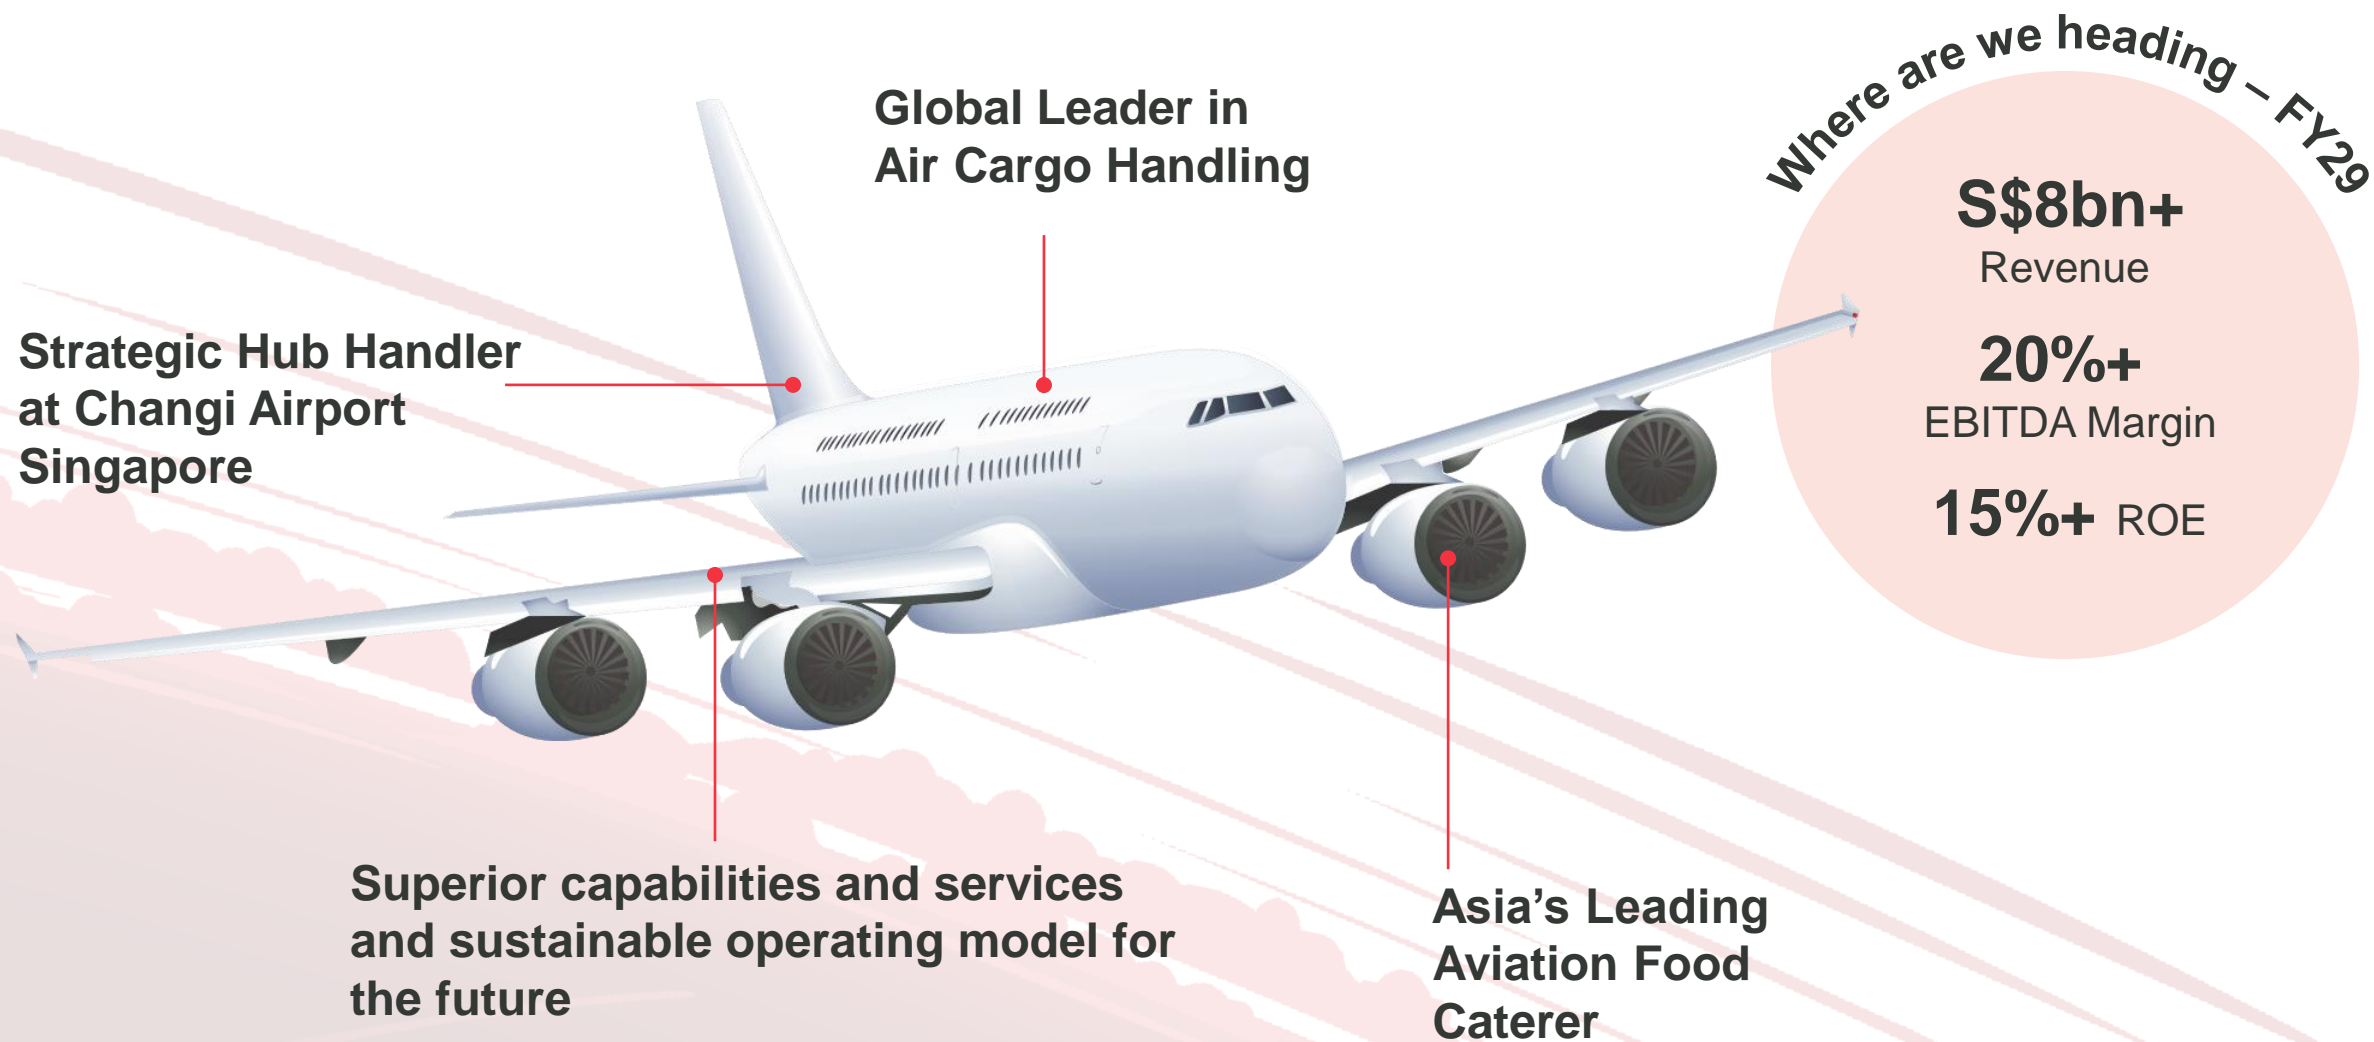 Where are we heading – FY29
Global Leader in
Air Cargo Handling
S$8bn+
Revenue
Strategic Hub Handler
at Changi Airport
Singapore
20%+
EBITDA Margin
15%+ ROE
Superior capabilities and services
and sustainable operating model for
the future
Asia’s Leading
Aviation Food
Caterer